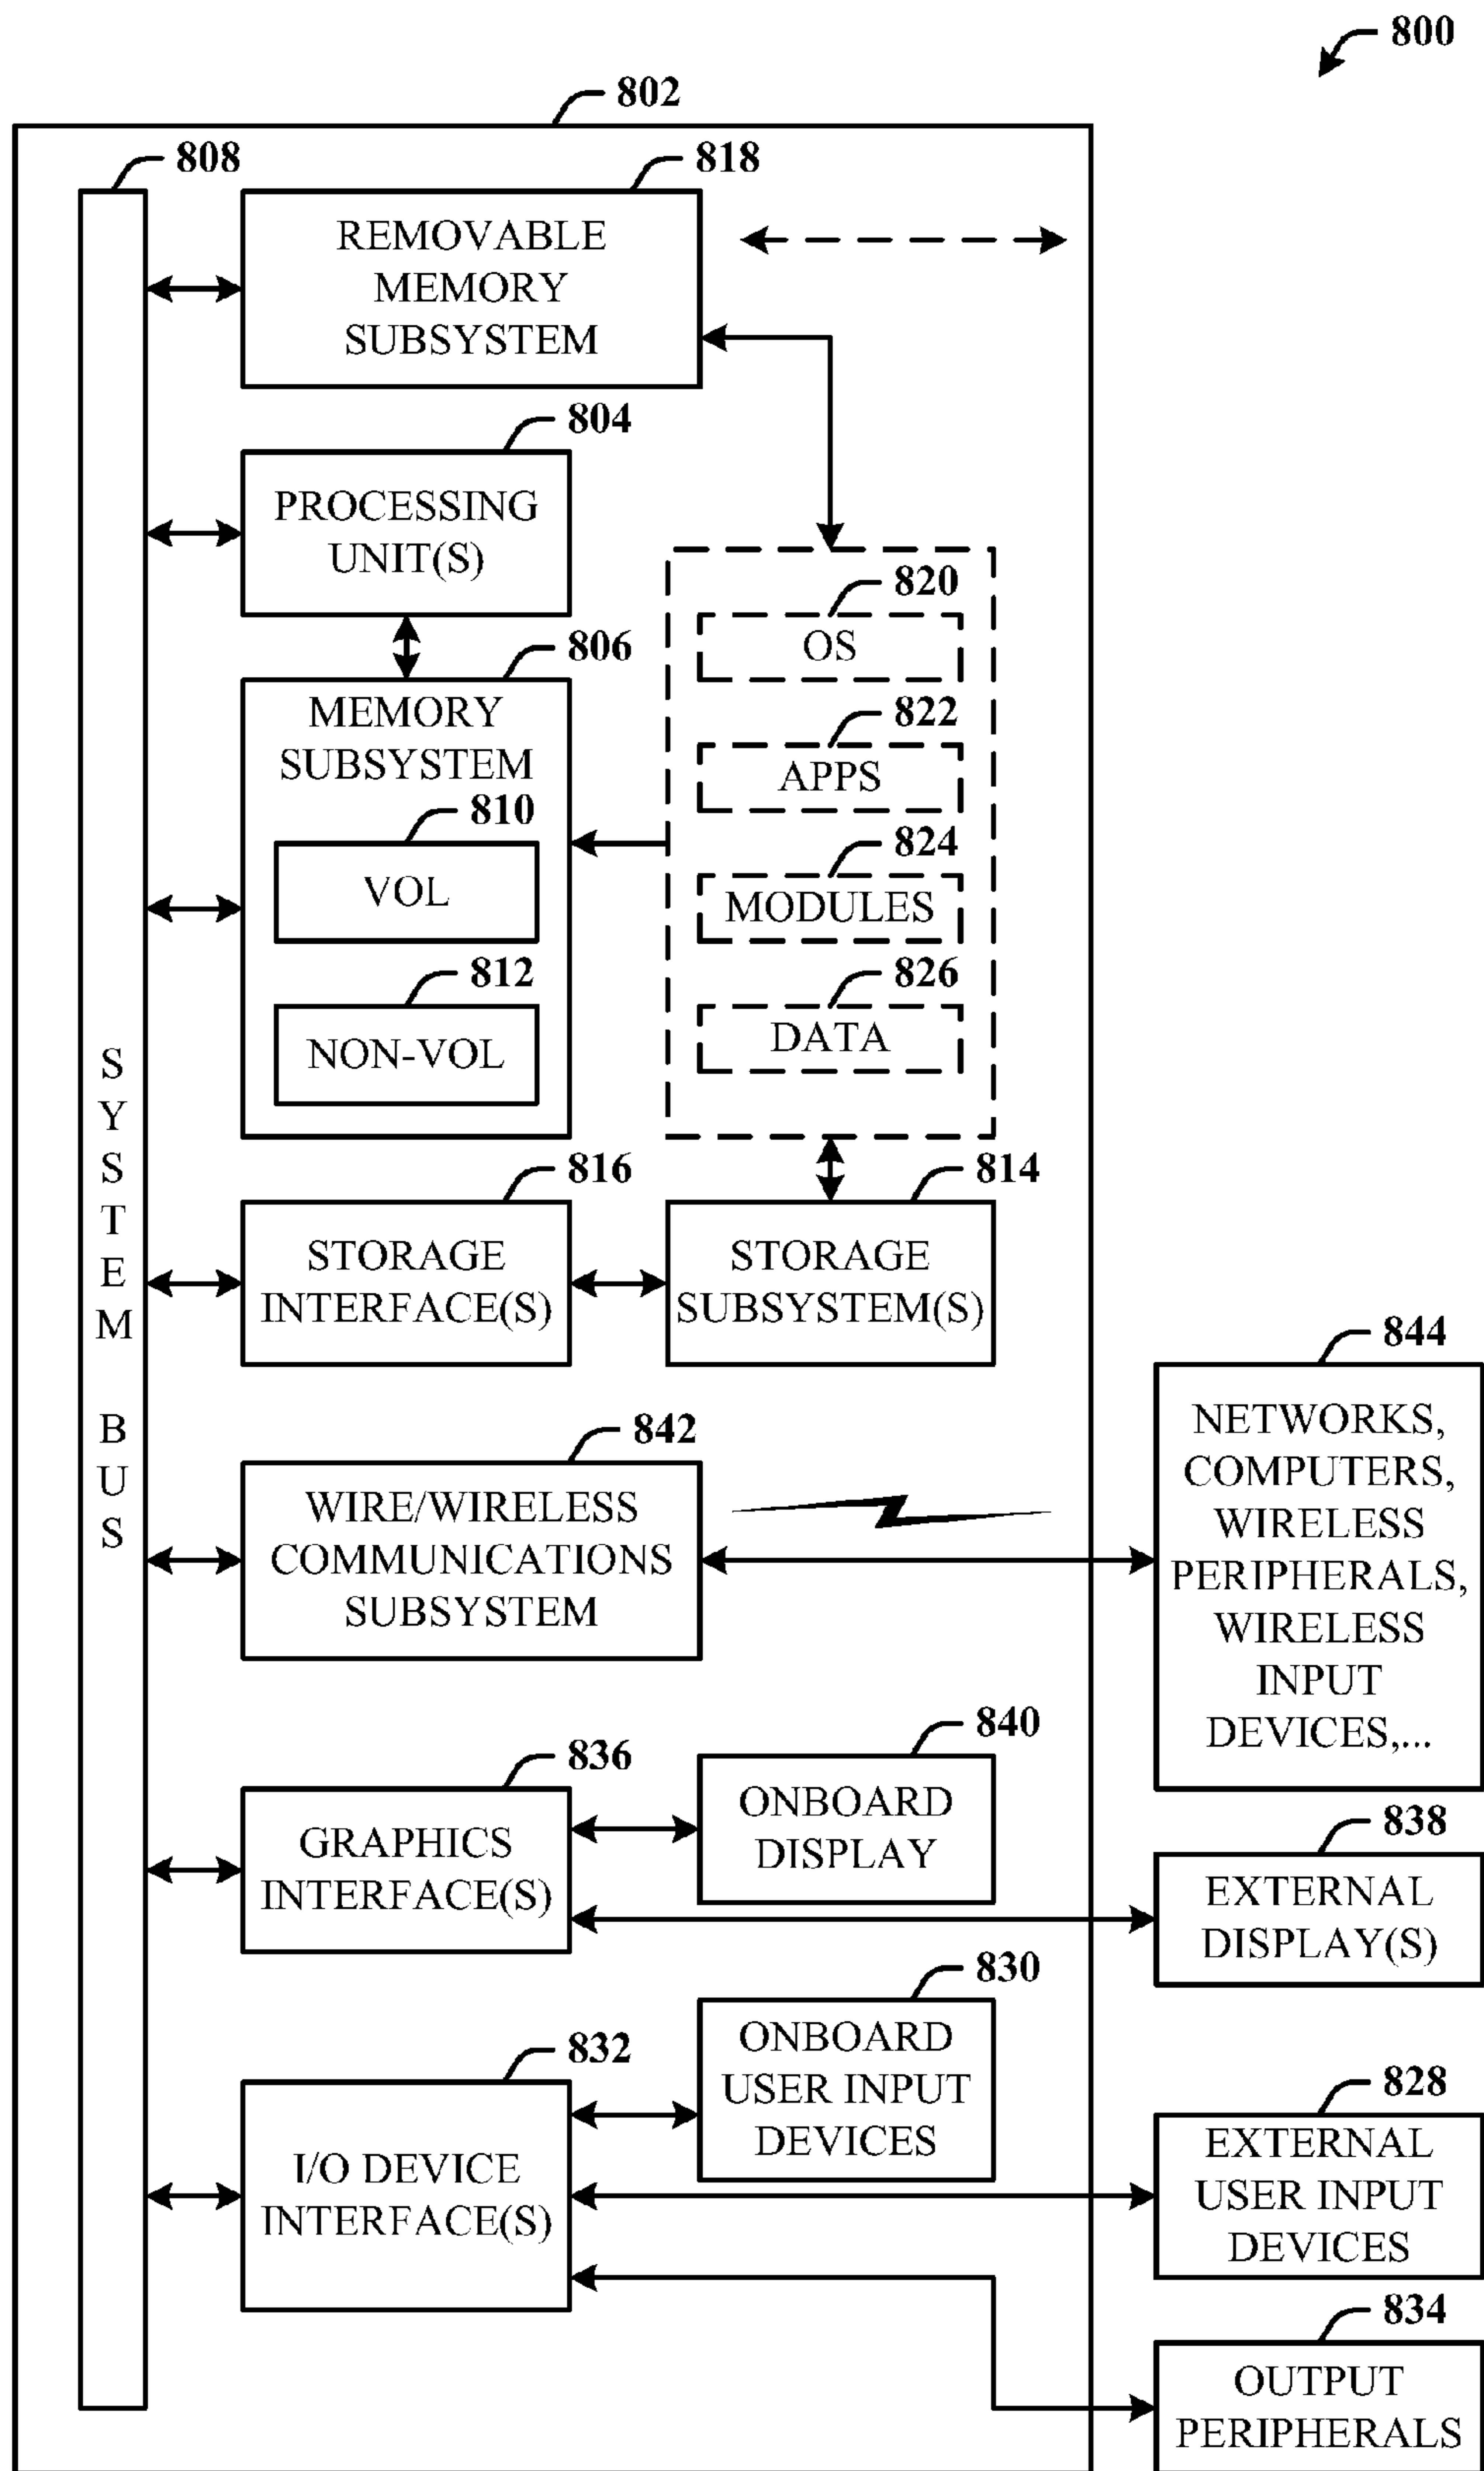 800
802
808
818
REMOVABLE
MEMORY
SUBSYSTEM
804
PROCESSING
UNIT(S)
806
MEMORY
SUBSYSTEM
810
VOL
812
NON-VOL
820
OS
822
APPS
824
MODULES
826
DATA
816
STORAGE
INTERFACE(S)
814
STORAGE
SUBSYSTEM(S)
SYSTEM BUS
842
WIRE/WIRELESS
COMMUNICATIONS
SUBSYSTEM
844
NETWORKS,
COMPUTERS,
WIRELESS
PERIPHERALS,
WIRELESS
INPUT
DEVICES,...
836
GRAPHICS
INTERFACE(S)
840
ONBOARD
DISPLAY
838
EXTERNAL
DISPLAY(S)
832
I/O DEVICE
INTERFACE(S)
830
ONBOARD
USER INPUT
DEVICES
828
EXTERNAL
USER INPUT
DEVICES
834
OUTPUT
PERIPHERALS